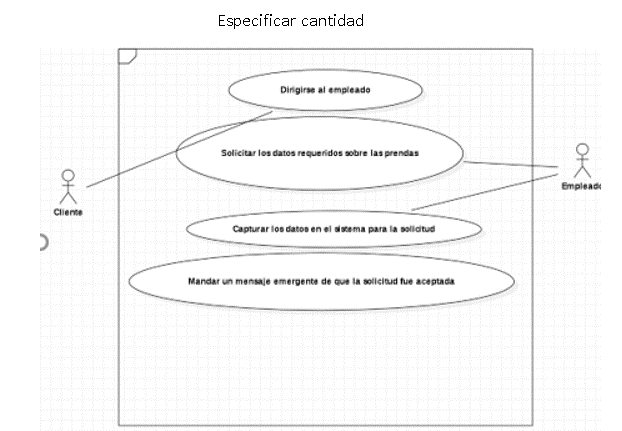 Especificar cantidad
Dirigirse al empleado
Solicitar los datos requeridos sobre las prendas
Cliente
Empleado
Capturar los datos en el sistema para la solicitud
Mandar un mensaje emergente de que la solicitud fue aceptada